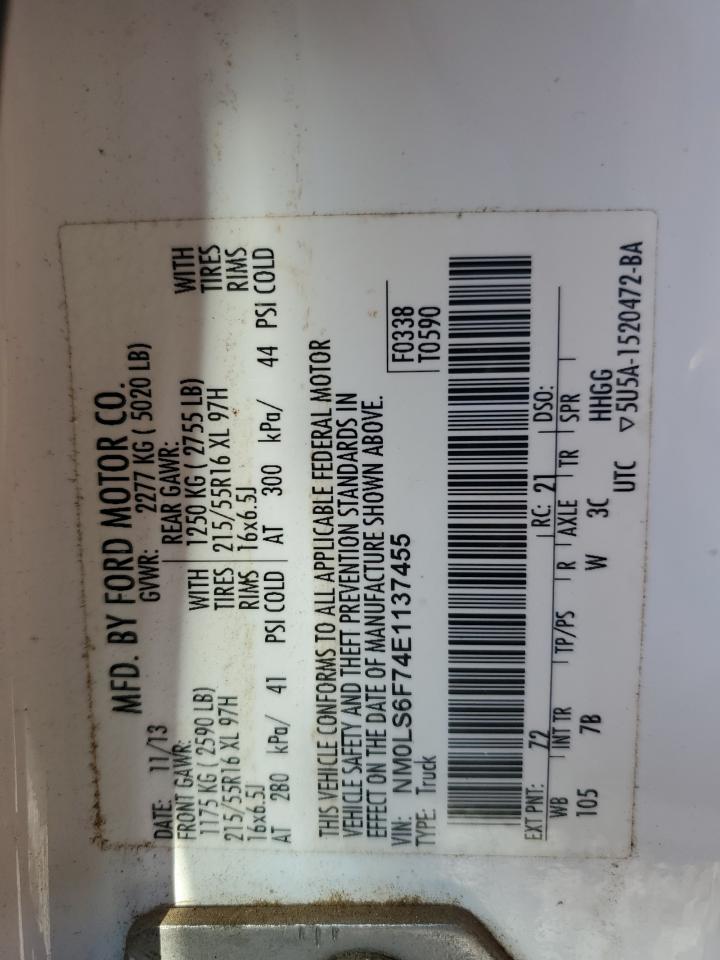 MFD. BY FORD MOTOR CO.
DATE: 11/13 GVWR: 2277 KG ( 5020 LB)
FRONT GAWR: REAR GAWR:
1175 KG ( 2590 LB) WITH 1250 KG ( 2755 LB) WITH
215/55R16 XL 97H TIRES 215/55R16 XL 97H TIRES
16x6.5J RIMS 16x6.5J RIMS
AT 280 kPa/ 41 PSI COLD AT 300 kPa/ 44 PSI COLD
THIS VEHICLE CONFORMS TO ALL APPLICABLE FEDERAL MOTOR
VEHICLE SAFETY AND THEFT PREVENTION STANDARDS IN
EFFECT ON THE DATE OF MANUFACTURE SHOWN ABOVE.
VIN: NM0LS6F74E1137455 F0338
TYPE: Truck T0590
EXT PNT: Z2 RC: 21 DSO:
WB INT TR TP/PS R AXLE TR SPR
105 7B W 3C HHGG
UTC ▽5U5A-1520472-BA